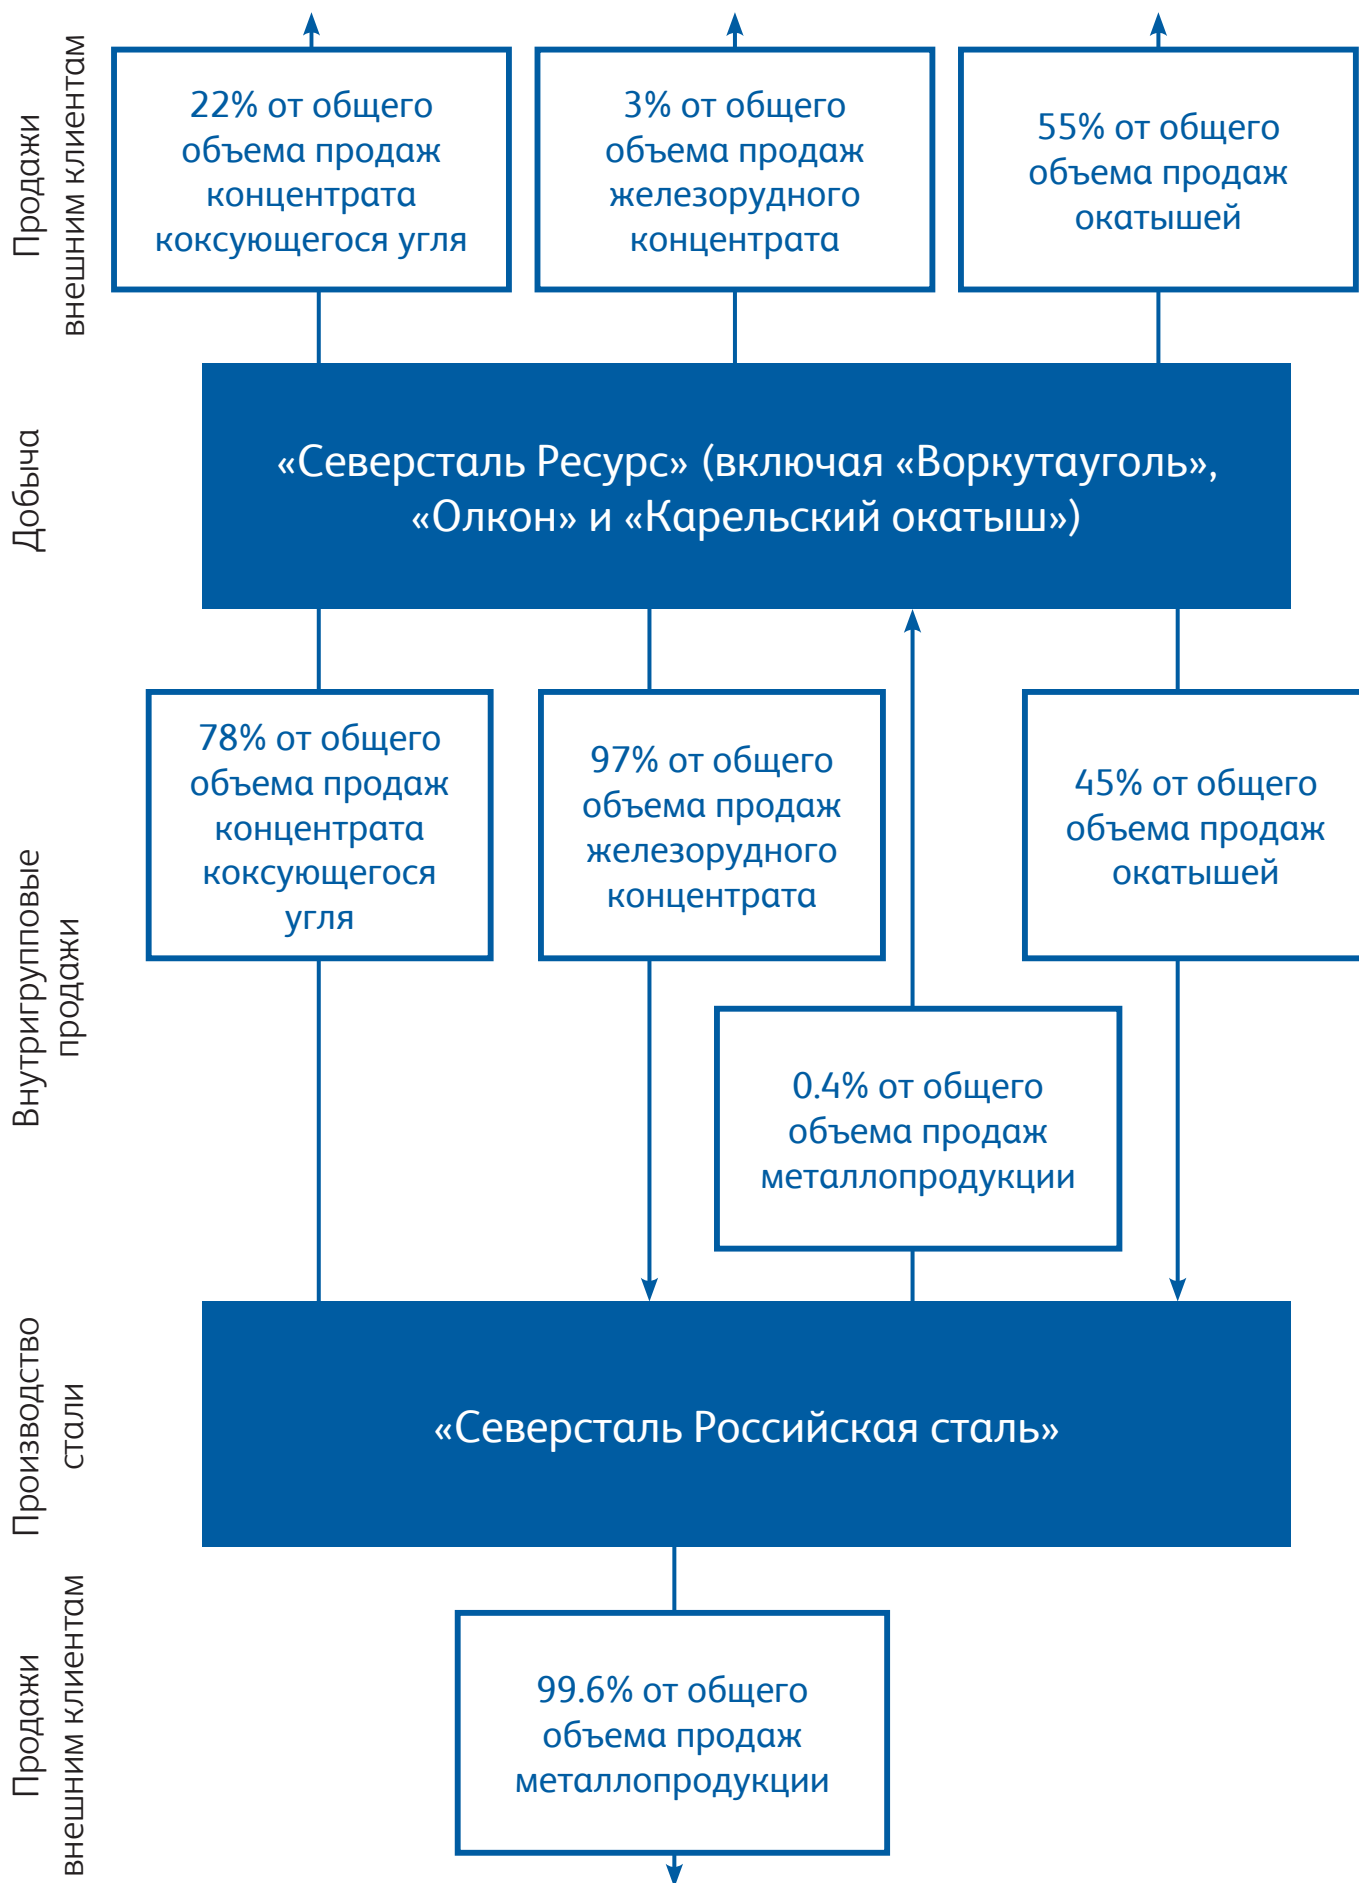 Продажи
внешним клиентам
22% от общего
объема продаж
концентрата
коксующегося угля
3% от общего
объема продаж
железорудного
концентрата
55% от общего
объема продаж
окатышей
Добыча
«Северсталь Ресурс» (включая «Воркутауголь»,
«Олкон» и «Карельский окатыш»)
Внутригрупповые
продажи
78% от общего
объема продаж
концентрата
коксующегося
угля
97% от общего
объема продаж
железорудного
концентрата
45% от общего
объема продаж
окатышей
0.4% от общего
объема продаж
металлопродукции
Производство
стали
«Северсталь Российская сталь»
Продажи
внешним клиентам
99.6% от общего
объема продаж
металлопродукции